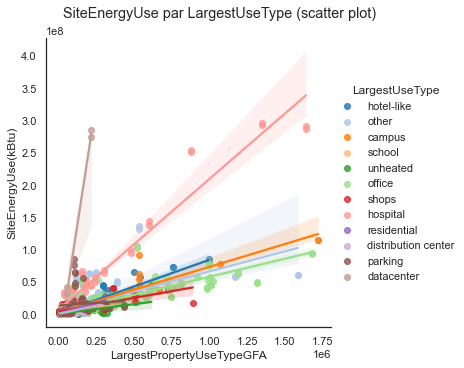 SiteEnergyUse par LargestUseType (scatter plot)
1e8
4.0
3.5
3.0
2.5
2.0
1.5
1.0
0.5
0.0
SiteEnergyUse(kBtu)
0.00 0.25 0.50 0.75 1.00 1.25 1.50 1.75
1e6
LargestPropertyUseTypeGFA
LargestUseType
hotel-like
other
campus
school
unheated
office
shops
hospital
residential
distribution center
parking
datacenter